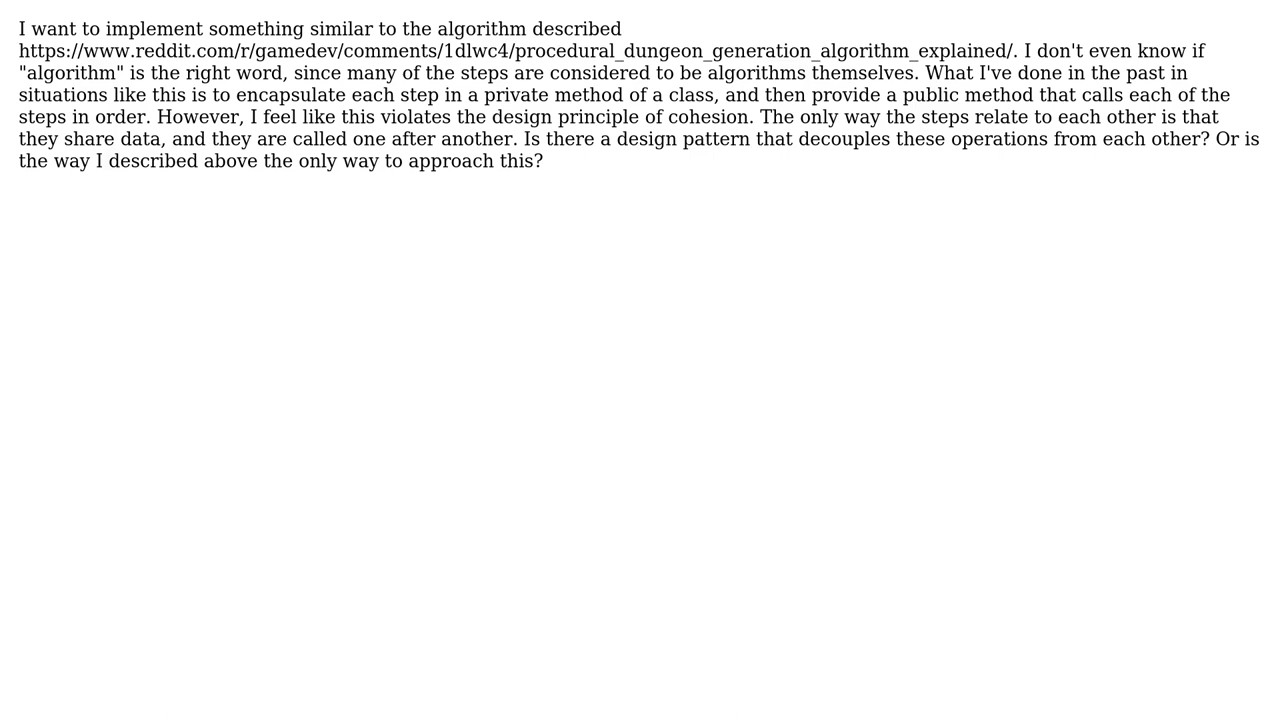 I want to implement something similar to the algorithm described
https://www.reddit.com/r/gamedev/comments/1dlwc4/procedural_dungeon_generation_algorithm_explained/. I don't even know if
"algorithm" is the right word, since many of the steps are considered to be algorithms themselves. What I've done in the past in
situations like this is to encapsulate each step in a private method of a class, and then provide a public method that calls each of the
steps in order. However, I feel like this violates the design principle of cohesion. The only way the steps relate to each other is that
they share data, and they are called one after another. Is there a design pattern that decouples these operations from each other? Or is
the way I described above the only way to approach this?